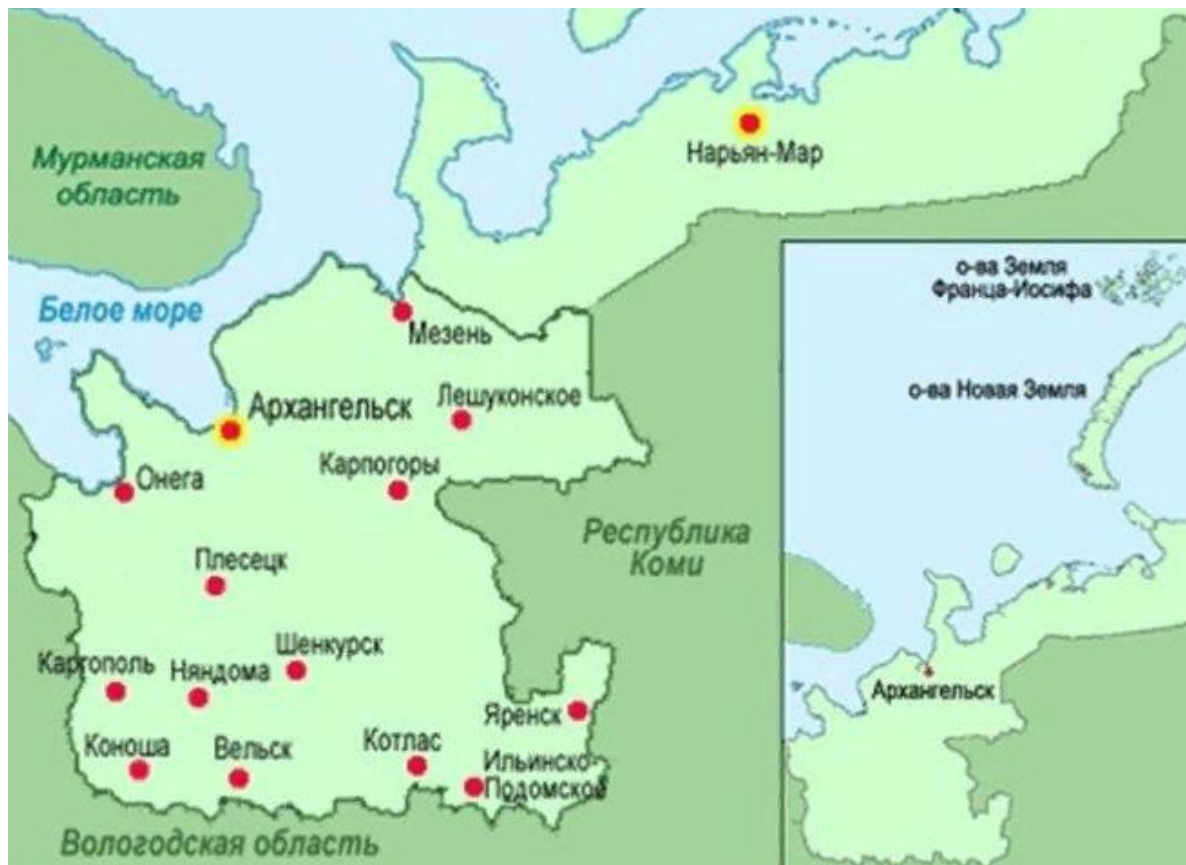 Мурманская
область
Нарьян-Мар
о-ва Земля
Франца-Иосифа
Белое море
Мезень
Архангельск
Лешуконское
о-ва Новая Земля
Онега
Карпогоры
Республика
Коми
Плесецк
Шенкурск
Каргополь
Няндома
Архангельск
Яренск
Коноша
Вельск
Котлас
Ильинско-
Подомское
Вологодская область